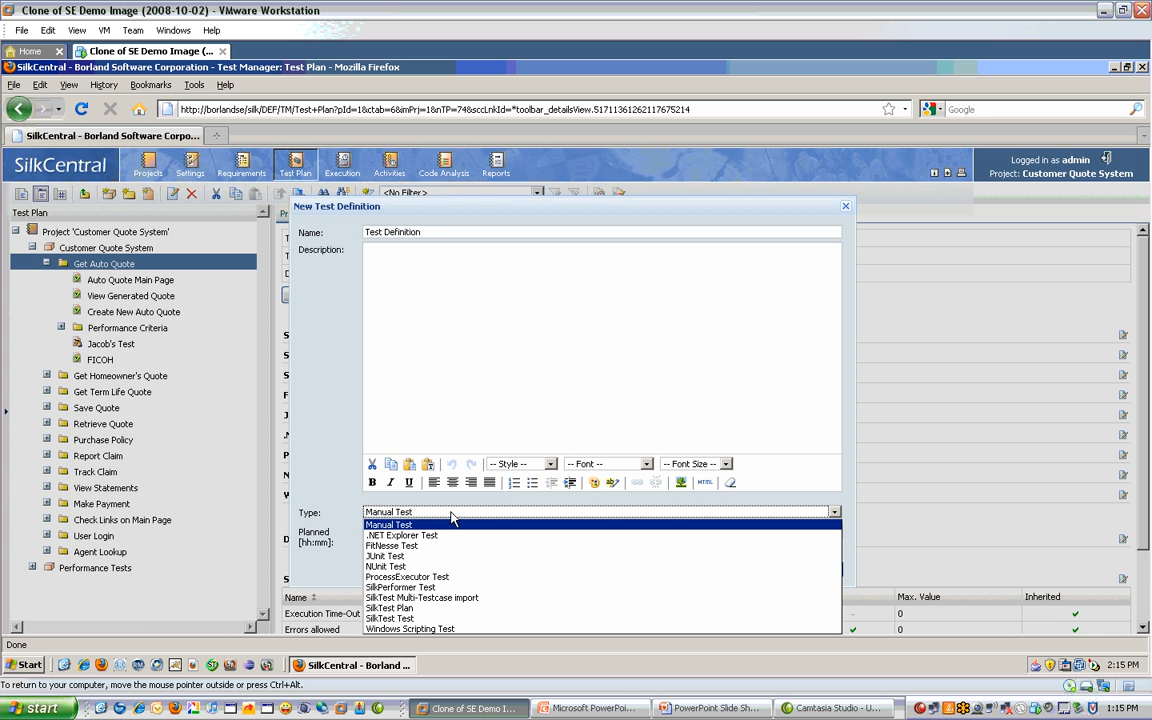 Clone of SE Demo Image (2008-10-02) - VMware Workstation
File Edit View VM Team Windows Help
Home Clone of SE Demo Image (...
SilkCentral - Borland Software Corporation - Test Manager: Test Plan - Mozilla Firefox
File Edit View History Bookmarks Tools Help
http://borlandse/silk/DEF/TM/Test+Plan?pId=1&ctab=6&imPrj=1&nTP=74&sccLnkId=*toolbar_detailsView.51711361262117675214 Google
SilkCentral - Borland Software Corpo...
SilkCentral Projects Settings Requirements Test Plan Execution Activities Code Analysis Reports
Logged in as admin
Project: Customer Quote System
<No Filter>
Test Plan
Project 'Customer Quote System'
Customer Quote System
Get Auto Quote
Auto Quote Main Page
View Generated Quote
Create New Auto Quote
Performance Criteria
Jacob's Test
FICOH
Get Homeowner's Quote
Get Term Life Quote
Save Quote
Retrieve Quote
Purchase Policy
Report Claim
Track Claim
View Statements
Make Payment
Check Links on Main Page
User Login
Agent Lookup
Performance Tests
New Test Definition
Name: Test Definition
Description:
-- Style -- -- Font -- -- Font Size --
B I U HTML
Type: Manual Test
Planned
[hh:mm]:
Manual Test
.NET Explorer Test
FitNesse Test
JUnit Test
NUnit Test
ProcessExecutor Test
SilkPerformer Test
SilkTest Multi-Testcase import
SilkTest Plan
SilkTest Test
Windows Scripting Test
Name Max. Value Inherited
Execution Time-Out 0
Errors allowed 0
Done
Start SilkCentral - Borland ... 2:15 PM
To return to your computer, move the mouse pointer outside or press Ctrl+Alt.
start Clone of SE Demo I... Microsoft PowerPoi... PowerPoint Slide Sh... Camtasia Studio - U... 1:15 PM